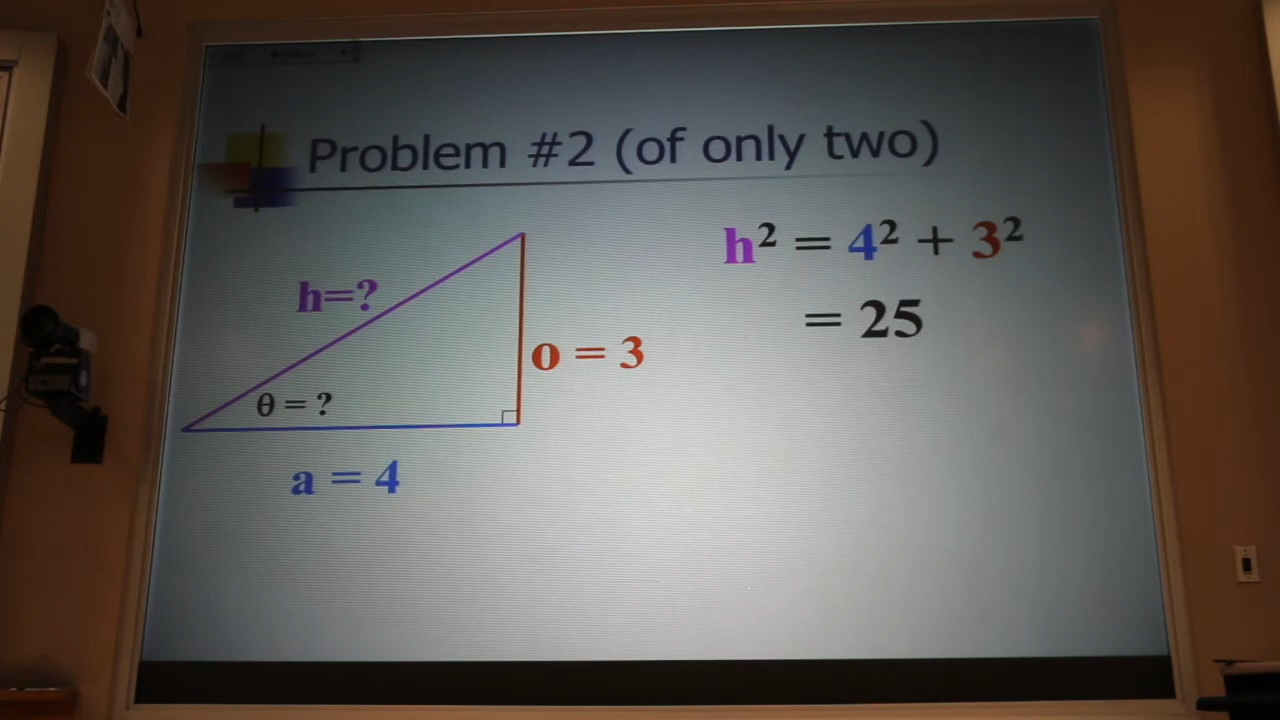 Problem #2 (of only two)
h² = 4² + 3²
= 25
h=?
o = 3
θ = ?
a = 4